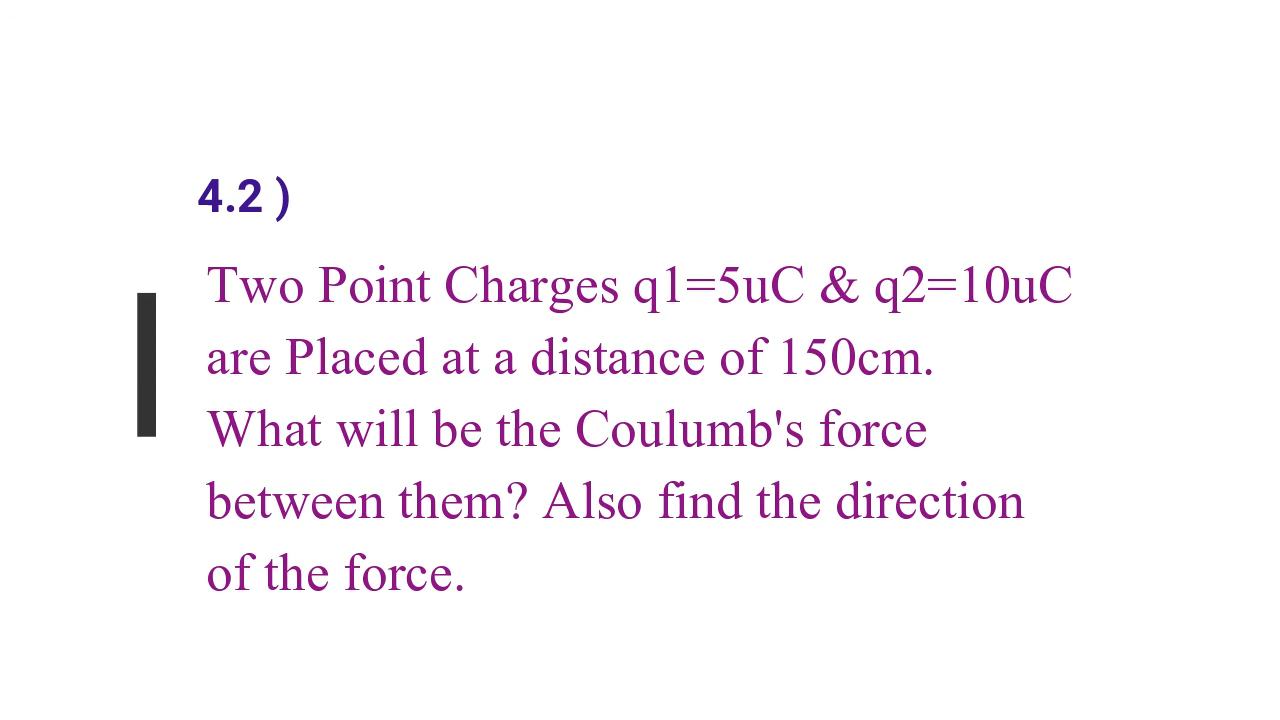 4.2 )
Two Point Charges q1=5uC & q2=10uC
are Placed at a distance of 150cm.
What will be the Coulumb's force
between them? Also find the direction
of the force.